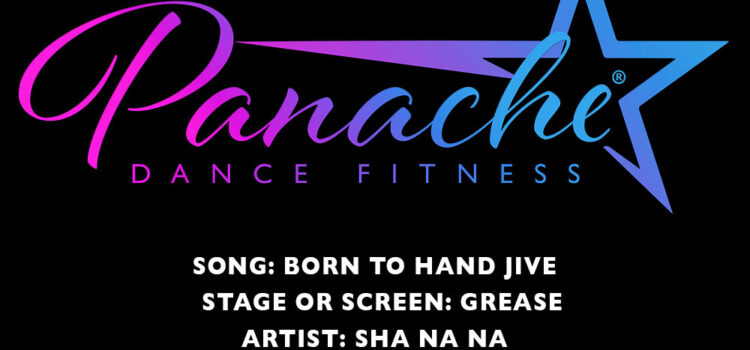 Panache®
DANCE FITNESS
SONG: BORN TO HAND JIVE
STAGE OR SCREEN: GREASE
ARTIST: SHA NA NA